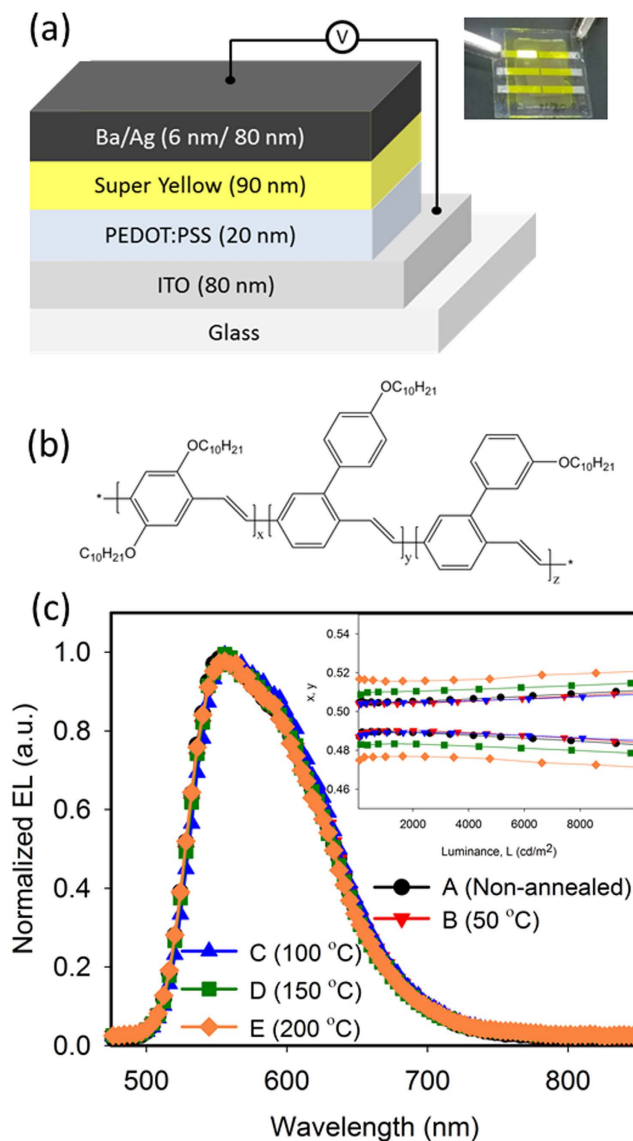 (a)
V
Ba/Ag (6 nm/ 80 nm)
Super Yellow (90 nm)
PEDOT:PSS (20 nm)
ITO (80 nm)
Glass
(b)
OC10H21
OC10H21
OC10H21
C10H21O
*
x
y
z
*
(c)
Normalized EL (a.u.)
1.0
0.8
0.6
0.4
0.2
0.0
500
600
700
800
Wavelength (nm)
x, y
0.54
0.52
0.50
0.48
0.46
2000
4000
6000
8000
Luminance, L (cd/m²)
A (Non-annealed)
B (50 °C)
C (100 °C)
D (150 °C)
E (200 °C)